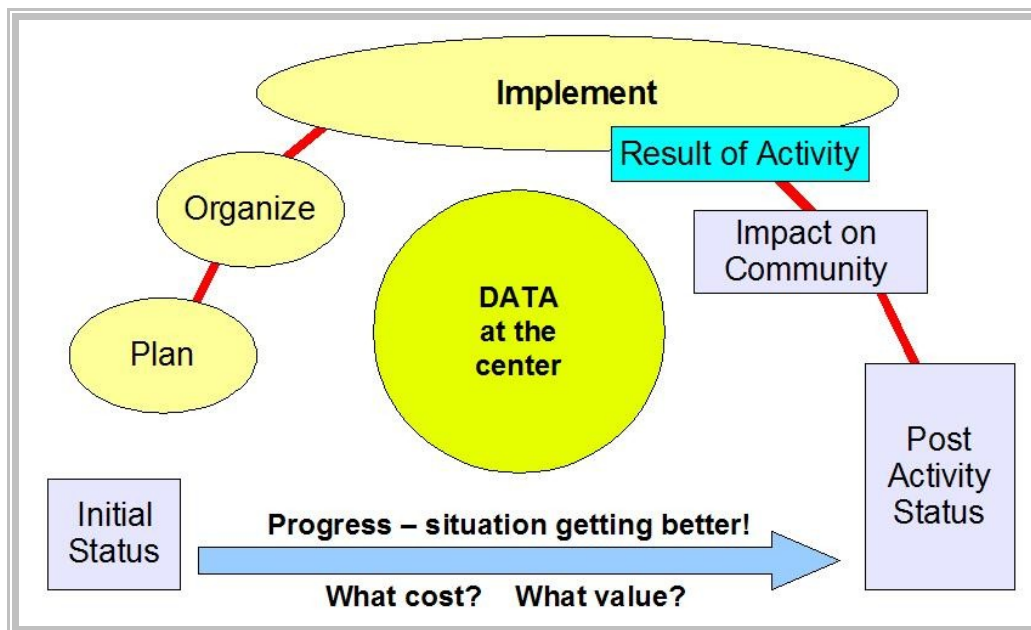 Implement
Result of Activity
Organize
Impact on
Community
DATA
at the
center
Plan
Post
Activity
Status
Initial
Status
Progress – situation getting better!
What cost? What value?